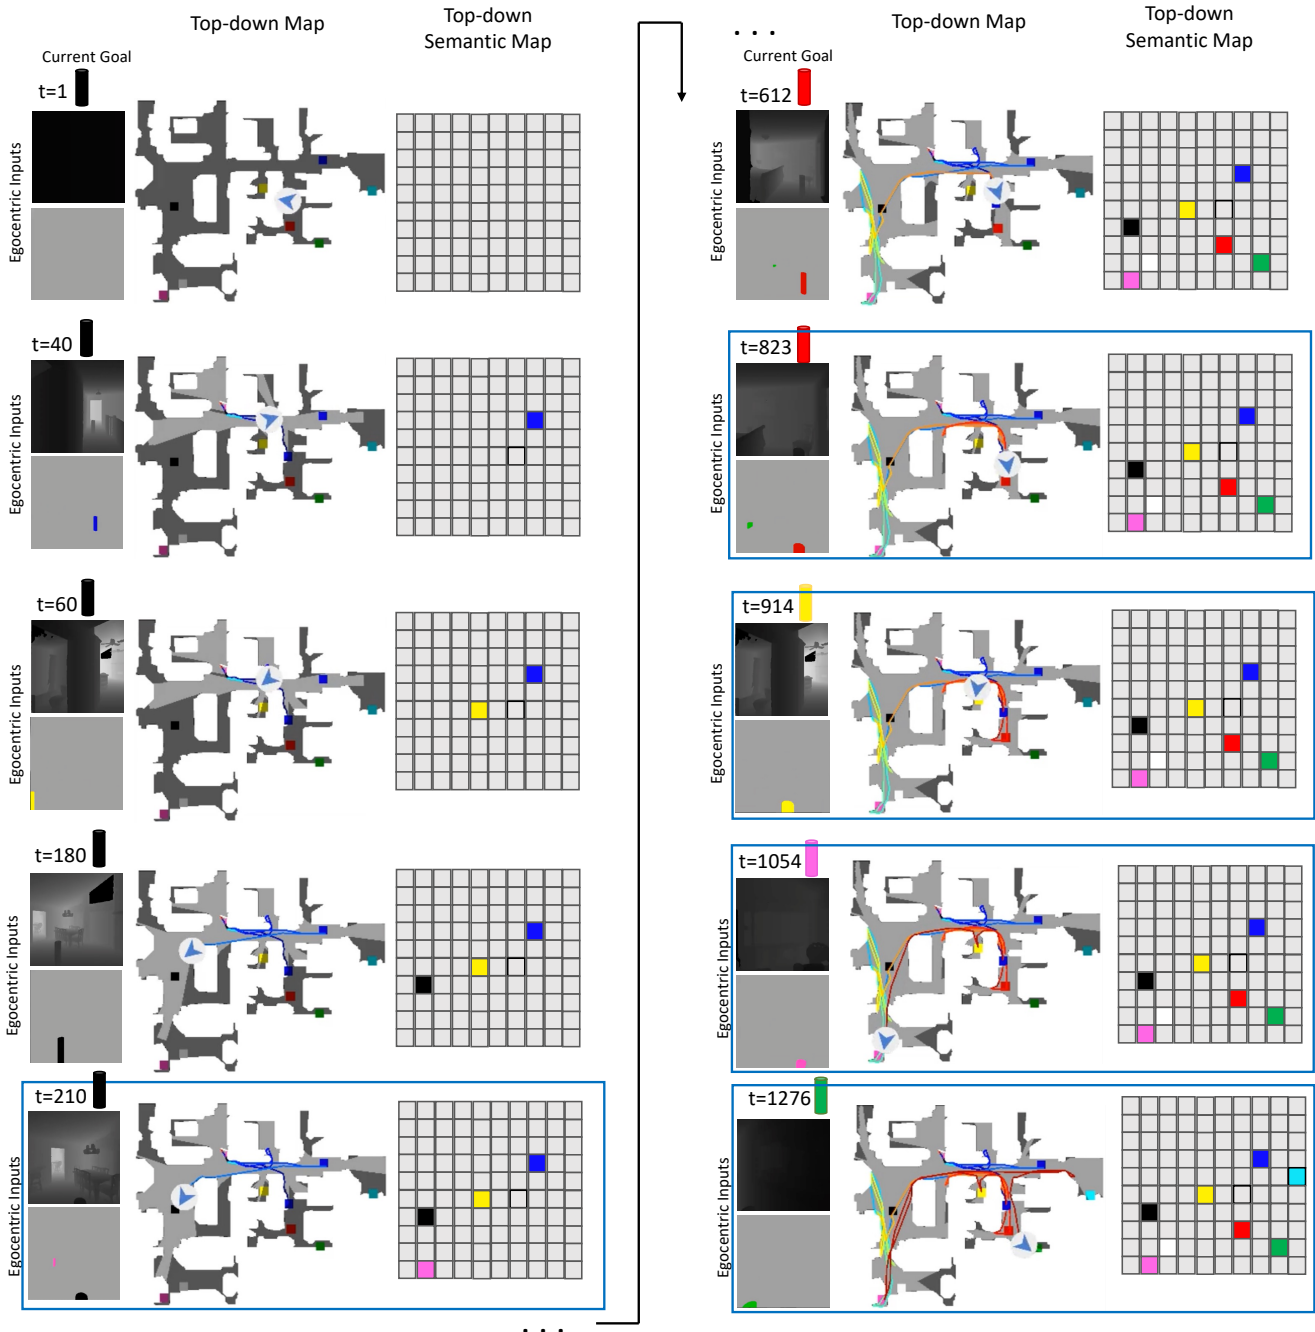 Top-down Map
Top-down
Semantic Map
Current Goal
t=1
Egocentric Inputs
t=40
Egocentric Inputs
t=60
Egocentric Inputs
t=180
Egocentric Inputs
t=210
Egocentric Inputs
. . .
. . .
Top-down Map
Top-down
Semantic Map
Current Goal
t=612
Egocentric Inputs
t=823
Egocentric Inputs
t=914
Egocentric Inputs
t=1054
Egocentric Inputs
t=1276
Egocentric Inputs